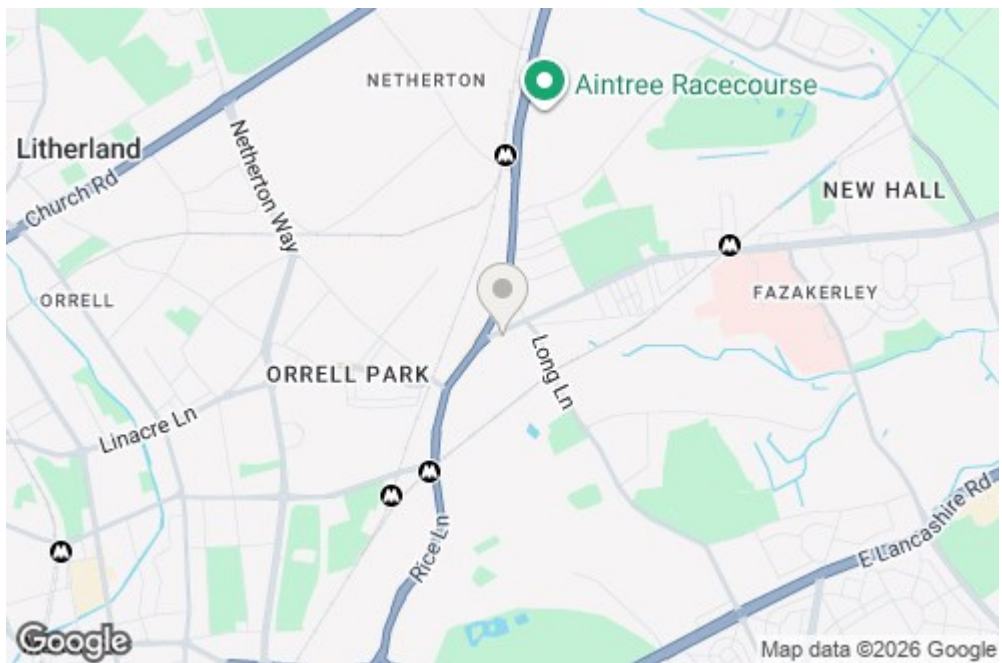 NETHERTON
Aintree Racecourse
Litherland
Netherton Way
Church Rd
NEW HALL
ORRELL
FAZAKERLEY
Long Ln
ORRELL PARK
Linacre Ln
E Lancashire Rd
Rice Ln
Google
Map data ©2026 Google